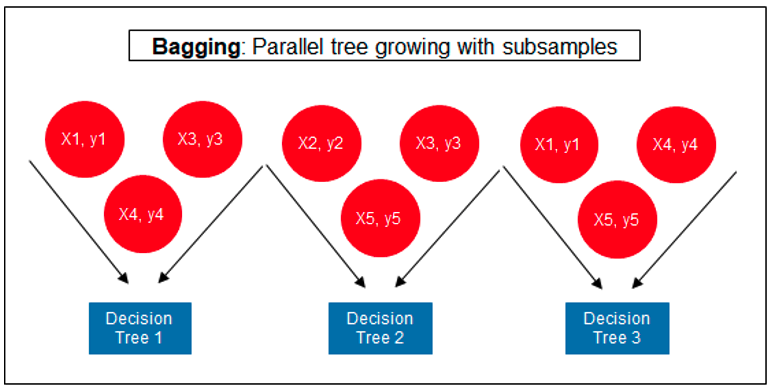 Bagging: Parallel tree growing with subsamples
X1, y1
X3, y3
X4, y4
X2, y2
X3, y3
X5, y5
X1, y1
X4, y4
X5, y5
Decision
Tree 1
Decision
Tree 2
Decision
Tree 3